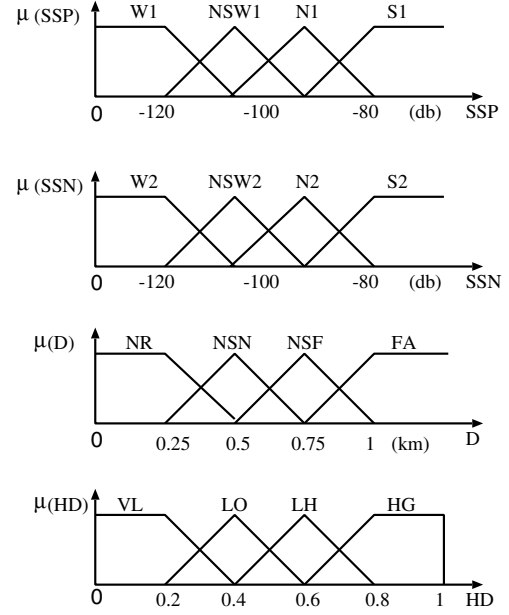 μ(SSP) W1 NSW1 N1 S1
0 -120 -100 -80 (db) SSP
μ(SSN) W2 NSW2 N2 S2
0 -120 -100 -80 (db) SSN
μ(D) NR NSN NSF FA
0 0.25 0.5 0.75 1 (km) D
μ(HD) VL LO LH HG
0 0.2 0.4 0.6 0.8 1 HD